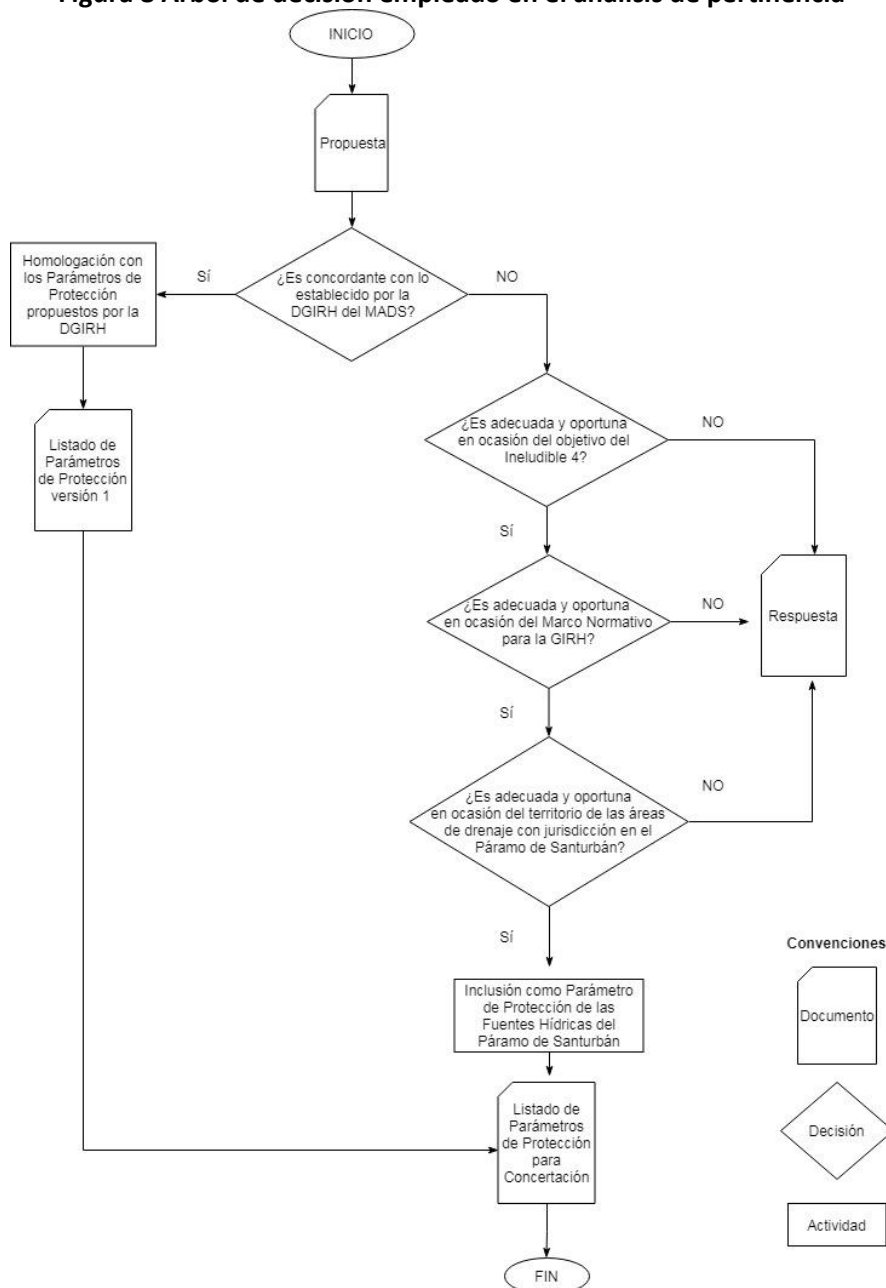 Figura 8 Árbol de decisión empleado en el análisis de pertinencia
INICIO
Propuesta
¿Es concordante con lo
establecido por la
DGIRH del MADS?
Sí
NO
Homologación con
los Parámetros de
Protección
propuestos por la
DGIRH
Listado de
Parámetros
de Protección
versión 1
¿Es adecuada y oportuna
en ocasión del objetivo del
Ineludible 4?
NO
Sí
¿Es adecuada y oportuna
en ocasión del Marco Normativo
para la GIRH?
NO
Respuesta
Sí
¿Es adecuada y oportuna
en ocasión del territorio de las áreas
de drenaje con jurisdicción en el
Páramo de Santurbán?
NO
Sí
Inclusión como Parámetro
de Protección de las
Fuentes Hídricas del
Páramo de Santurbán
Listado de
Parámetros
de Protección
para
Concertación
FIN
Convenciones
Documento
Decisión
Actividad